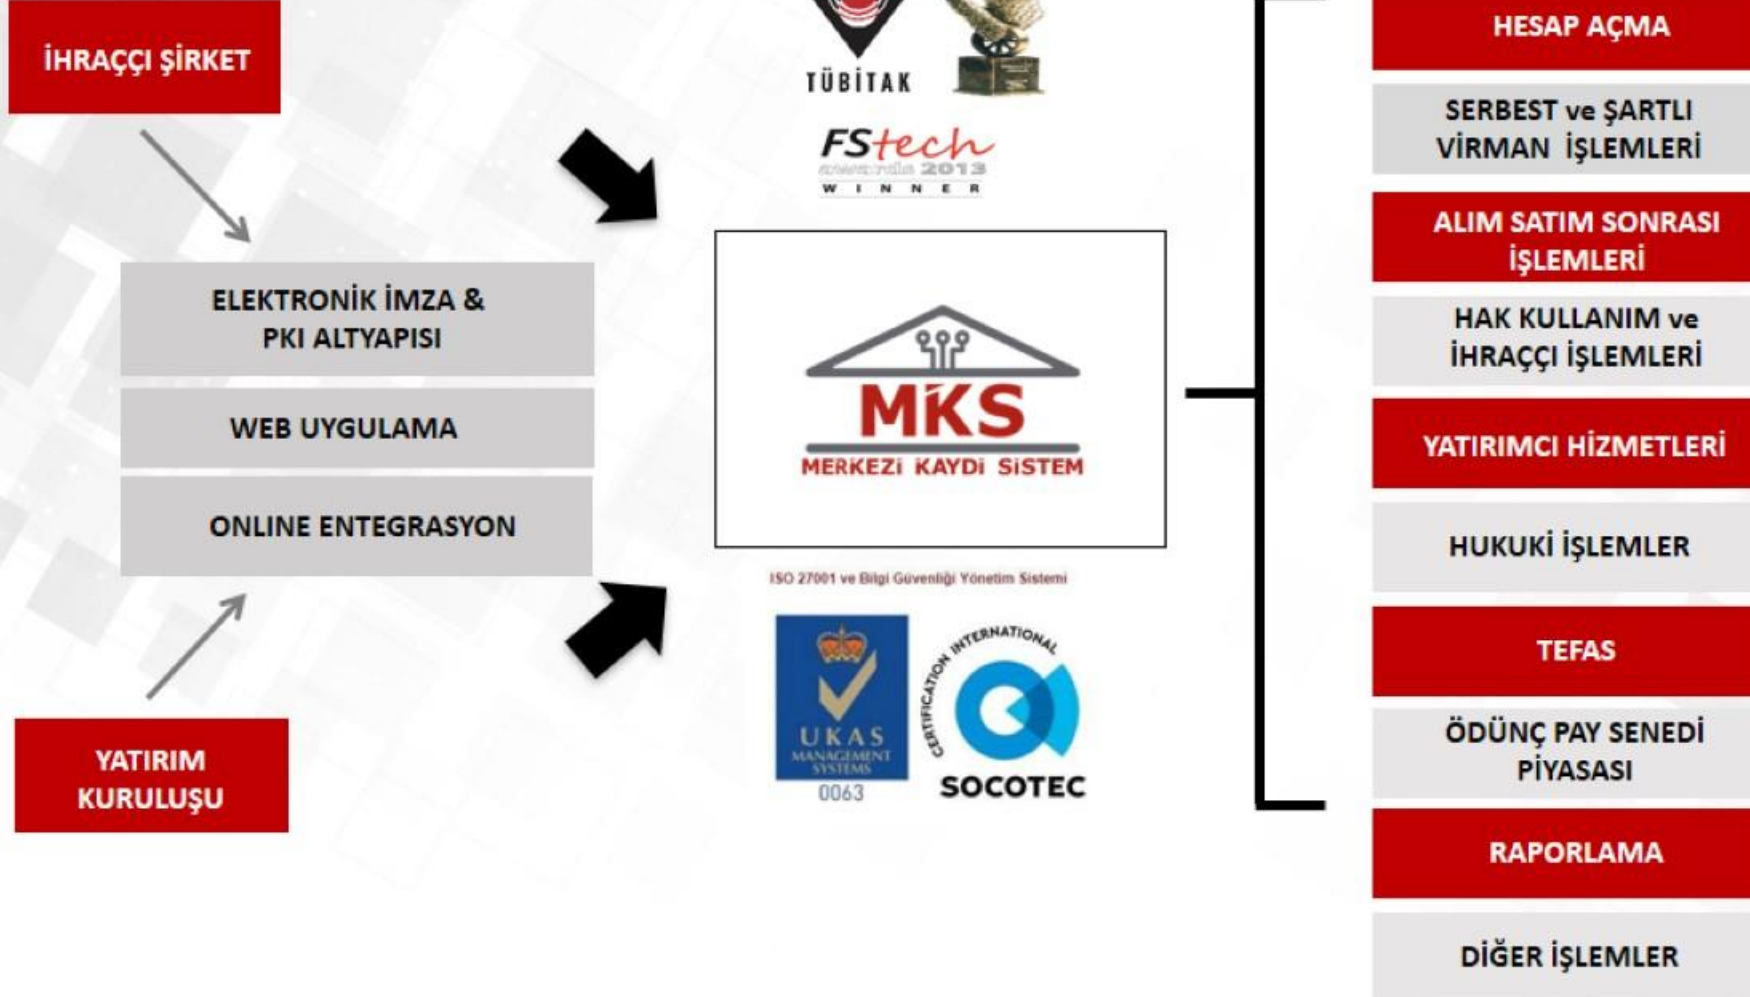 İHRAÇÇI ŞİRKET
ELEKTRONİK İMZA &
PKI ALTYAPISI
WEB UYGULAMA
ONLINE ENTEGRASYON
YATIRIM
KURULUŞU
TÜBİTAK
FStech
awards 2013
WINNER
MKS
MERKEZİ KAYDİ SİSTEM
ISO 27001 ve Bilgi Güvenliği Yönetim Sistemi
UKAS
MANAGEMENT
SYSTEMS
0063
CERTIFICATION INTERNATIONAL
SOCOTEC
HESAP AÇMA
SERBEST ve ŞARTLI
VİRMAN İŞLEMLERİ
ALIM SATIM SONRASI
İŞLEMLERİ
HAK KULLANIM ve
İHRAÇÇI İŞLEMLERİ
YATIRIMCI HİZMETLERİ
HUKUKİ İŞLEMLER
TEFAS
ÖDÜNÇ PAY SENEDİ
PİYASASI
RAPORLAMA
DİĞER İŞLEMLER